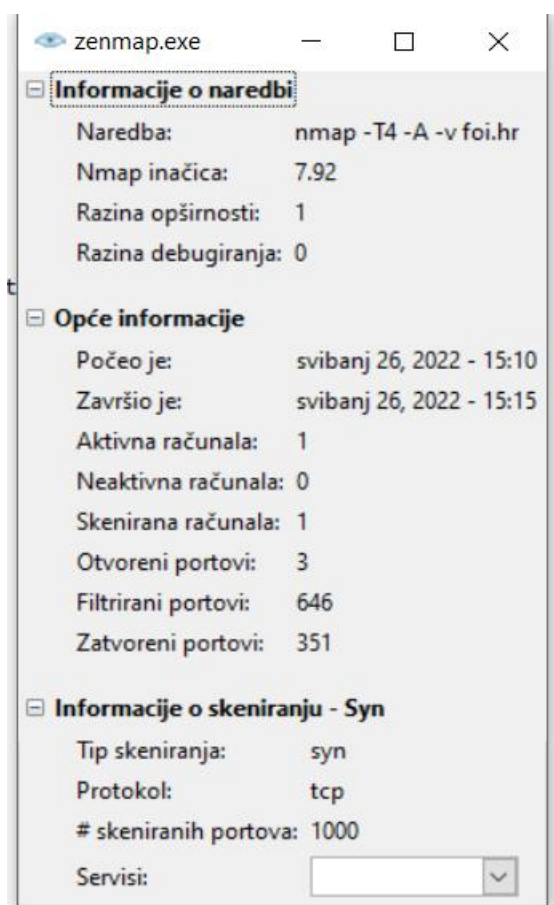 zenmap.exe
Informacije o naredbi
Naredba: nmap -T4 -A -v foi.hr
Nmap inačica: 7.92
Razina opširnosti: 1
Razina debugiranja: 0
t
Opće informacije
Počeo je: svibanj 26, 2022 - 15:10
Završio je: svibanj 26, 2022 - 15:15
Aktivna računala: 1
Neaktivna računala: 0
Skenirana računala: 1
Otvoreni portovi: 3
Filtrirani portovi: 646
Zatvoreni portovi: 351
Informacije o skeniranju - Syn
Tip skeniranja: syn
Protokol: tcp
# skeniranih portova: 1000
Servisi: